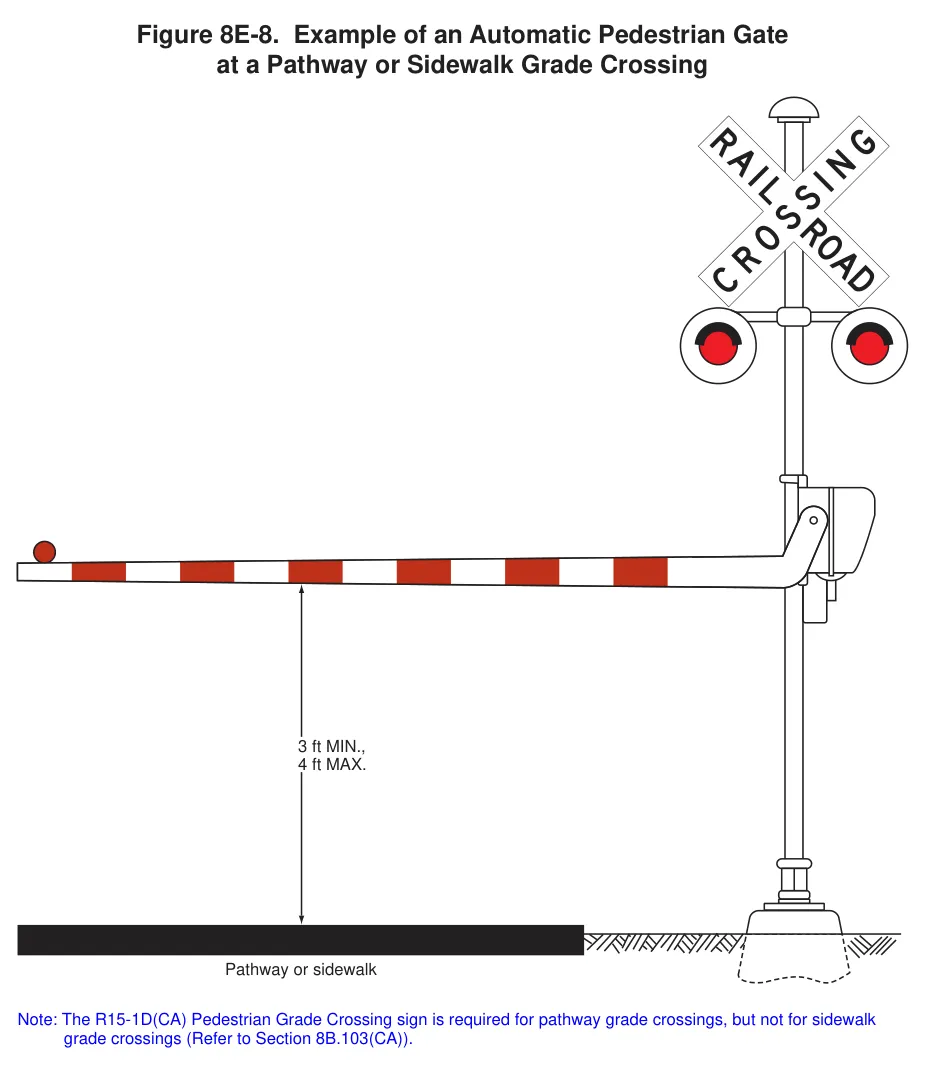 Figure 8E-8.  Example of an Automatic Pedestrian Gate
at a Pathway or Sidewalk Grade Crossing
RAILROAD
CROSSING
3 ft MIN.,
4 ft MAX.
Pathway or sidewalk
Note: The R15-1D(CA) Pedestrian Grade Crossing sign is required for pathway grade crossings, but not for sidewalk
grade crossings (Refer to Section 8B.103(CA)).